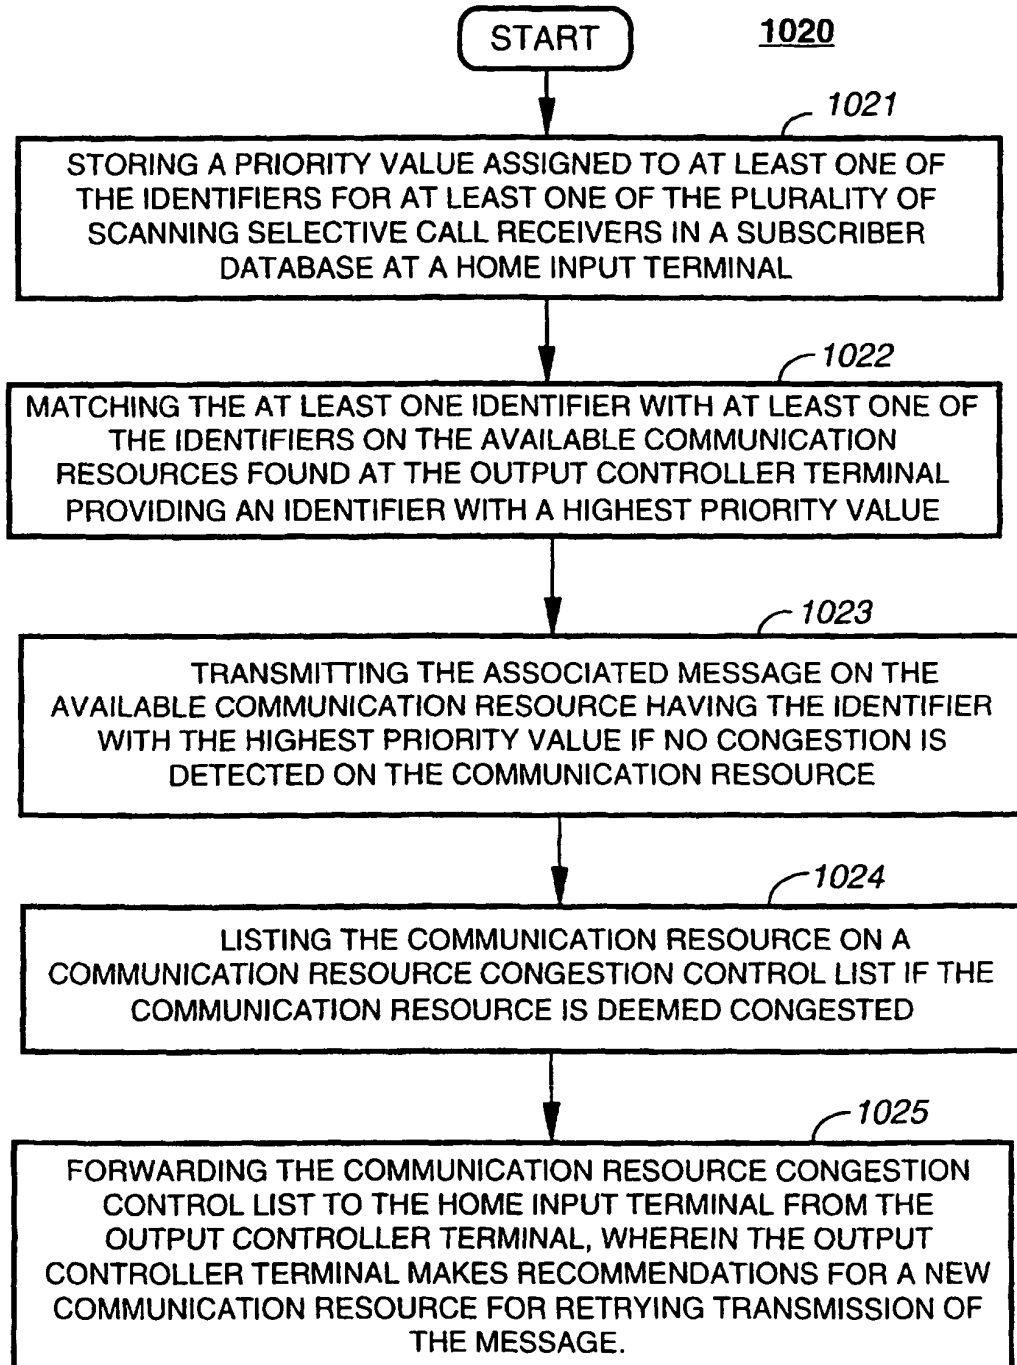 START
1020
1021
STORING A PRIORITY VALUE ASSIGNED TO AT LEAST ONE OF
THE IDENTIFIERS FOR AT LEAST ONE OF THE PLURALITY OF
SCANNING SELECTIVE CALL RECEIVERS IN A SUBSCRIBER
DATABASE AT A HOME INPUT TERMINAL
1022
MATCHING THE AT LEAST ONE IDENTIFIER WITH AT LEAST ONE OF
THE IDENTIFIERS ON THE AVAILABLE COMMUNICATION
RESOURCES FOUND AT THE OUTPUT CONTROLLER TERMINAL
PROVIDING AN IDENTIFIER WITH A HIGHEST PRIORITY VALUE
1023
TRANSMITTING THE ASSOCIATED MESSAGE ON THE
AVAILABLE COMMUNICATION RESOURCE HAVING THE IDENTIFIER
WITH THE HIGHEST PRIORITY VALUE IF NO CONGESTION IS
DETECTED ON THE COMMUNICATION RESOURCE
1024
LISTING THE COMMUNICATION RESOURCE ON A
COMMUNICATION RESOURCE CONGESTION CONTROL LIST IF THE
COMMUNICATION RESOURCE IS DEEMED CONGESTED
1025
FORWARDING THE COMMUNICATION RESOURCE CONGESTION
CONTROL LIST TO THE HOME INPUT TERMINAL FROM THE
OUTPUT CONTROLLER TERMINAL, WHEREIN THE OUTPUT
CONTROLLER TERMINAL MAKES RECOMMENDATIONS FOR A NEW
COMMUNICATION RESOURCE FOR RETRYING TRANSMISSION OF
THE MESSAGE.